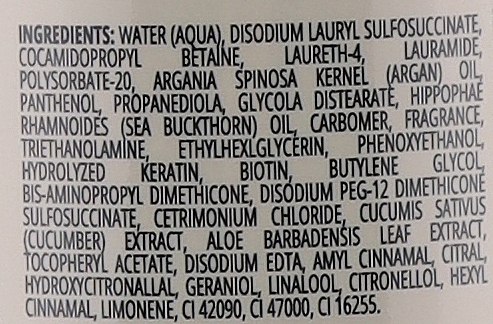 INGREDIENTS: WATER (AQUA), DISODIUM LAURYL SULFOSUCCINATE,
COCAMIDOPROPYL BETAINE, LAURETH-4, LAURAMIDE,
POLYSORBATE-20, ARGANIA SPINOSA KERNEL (ARGAN) OIL,
PANTHENOL, PROPANEDIOLA, GLYCOLA DISTEARATE, HIPPOPHAE
RHAMNOIDES (SEA BUCKTHORN) OIL, CARBOMER, FRAGRANCE,
TRIETHANOLAMINE, ETHYLHEXLGLYCERIN, PHENOXYETHANOL,
HYDROLYZED KERATIN, BIOTIN, BUTYLENE GLYCOL,
BIS-AMINOPROPYL DIMETHICONE, DISODIUM PEG-12 DIMETHICONE
SULFOSUCCINATE, CETRIMONIUM CHLORIDE, CUCUMIS SATIVUS
(CUCUMBER) EXTRACT, ALOE BARBADENSIS LEAF EXTRACT,
TOCOPHERYL ACETATE, DISODIUM EDTA, AMYL CINNAMAL, CITRAL,
HYDROXYCITRONALLAL, GERANIOL, LINALOOL, CITRONELLOL, HEXYL
CINNAMAL, LIMONENE, CI 42090, CI 47000, CI 16255.